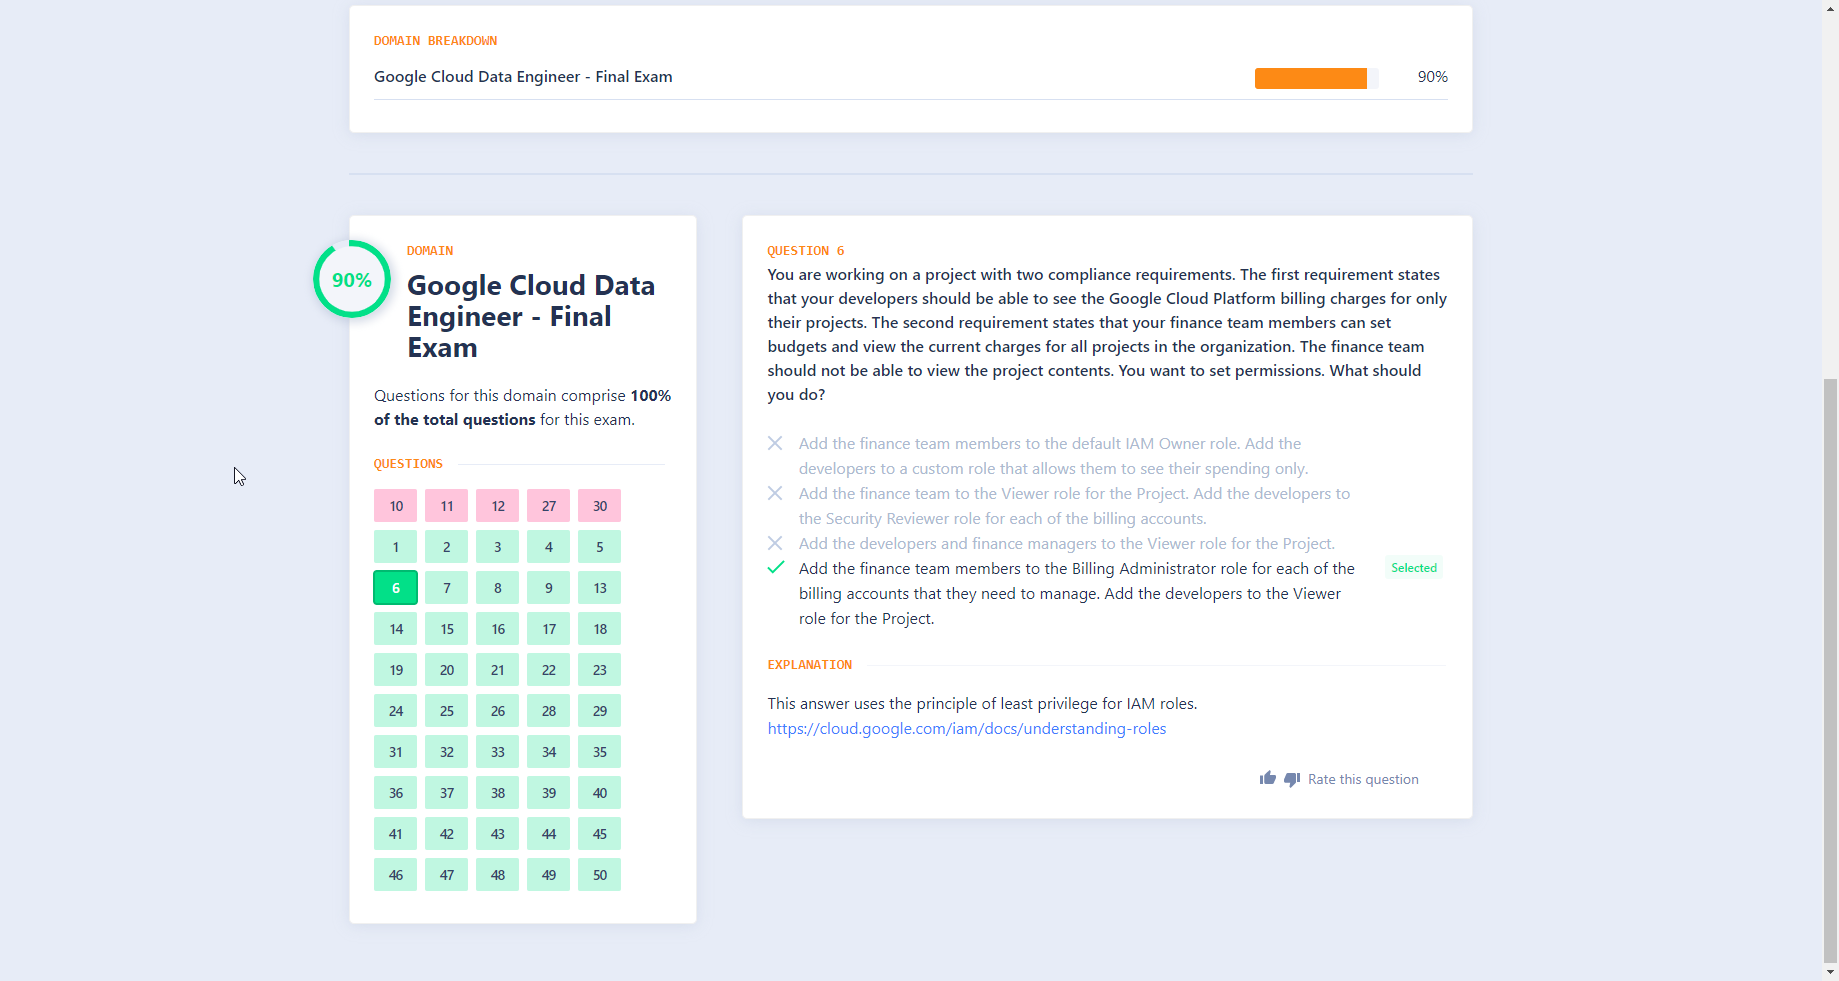 DOMAIN BREAKDOWN
Google Cloud Data Engineer - Final Exam 90%
90%
DOMAIN
Google Cloud Data
Engineer - Final
Exam
Questions for this domain comprise 100%
of the total questions for this exam.
QUESTIONS
10 11 12 27 30
1 2 3 4 5
6 7 8 9 13
14 15 16 17 18
19 20 21 22 23
24 25 26 28 29
31 32 33 34 35
36 37 38 39 40
41 42 43 44 45
46 47 48 49 50
QUESTION 6
You are working on a project with two compliance requirements. The first requirement states
that your developers should be able to see the Google Cloud Platform billing charges for only
their projects. The second requirement states that your finance team members can set
budgets and view the current charges for all projects in the organization. The finance team
should not be able to view the project contents. You want to set permissions. What should
you do?
Add the finance team members to the default IAM Owner role. Add the
developers to a custom role that allows them to see their spending only.
Add the finance team to the Viewer role for the Project. Add the developers to
the Security Reviewer role for each of the billing accounts.
Add the developers and finance managers to the Viewer role for the Project.
Add the finance team members to the Billing Administrator role for each of the
billing accounts that they need to manage. Add the developers to the Viewer
role for the Project.
Selected
EXPLANATION
This answer uses the principle of least privilege for IAM roles.
https://cloud.google.com/iam/docs/understanding-roles
Rate this question